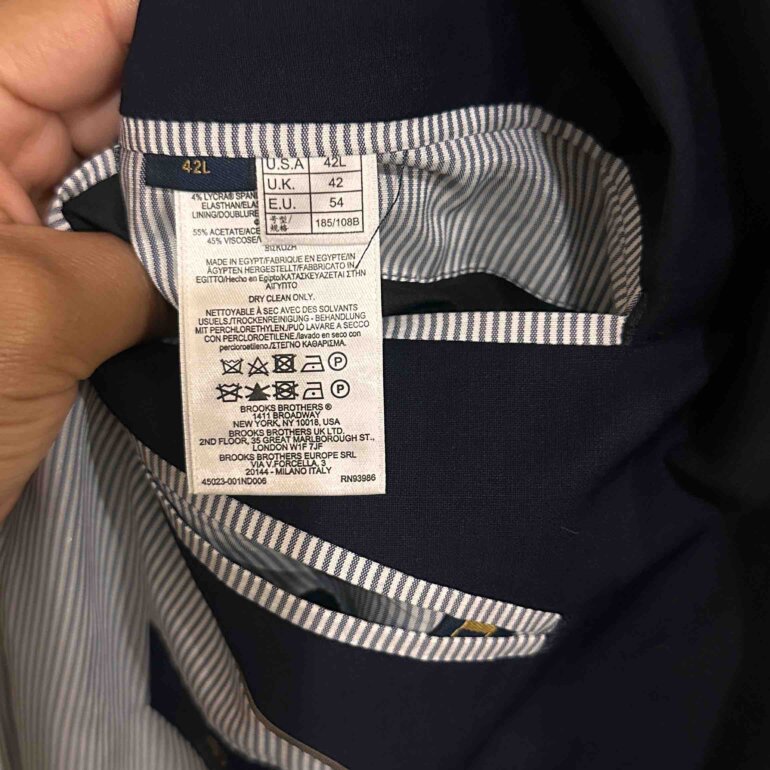 42L
U.S.A 42L
U.K. 42
E.U. 54
号型/规格 185/108B
4% LYCRA® SPAN
ELASTHAN/ELAS
LINING/DOUBLURE
55% ACETATE/ACE
45% VISCOSE/V
ΒΙΣΚΟΖΗ
MADE IN EGYPT/FABRIQUE EN EGYPTE/IN
ÄGYPTEN HERGESTELLT/FABBRICATO IN
EGITTO/Hecho en Egipto/ΚΑΤΑΣΚΕΥΑΖΕΤΑΙ ΣΤΗΝ
ΑΙΓΥΠΤΟ
DRY CLEAN ONLY.
NETTOYABLE À SEC AVEC DES SOLVANTS
USUELS./TROCKENREINIGUNG - BEHANDLUNG
MIT PERCHLORETHYLEN./PUÒ LAVARE A SECCO
CON PERCLOROETILENE./lavado en seco con
percloroetileno./ΣΤΕΓΝΟ ΚΑΘΑΡΙΣΜΑ.
P
P
BROOKS BROTHERS ®
1411 BROADWAY
NEW YORK, NY 10018, USA
BROOKS BROTHERS UK LTD.
2ND FLOOR, 35 GREAT MARLBOROUGH ST.,
LONDON W1F 7JF
BROOKS BROTHERS EUROPE SRL
VIA V.FORCELLA, 3
20144 - MILANO ITALY
45023-001ND006 RN93986